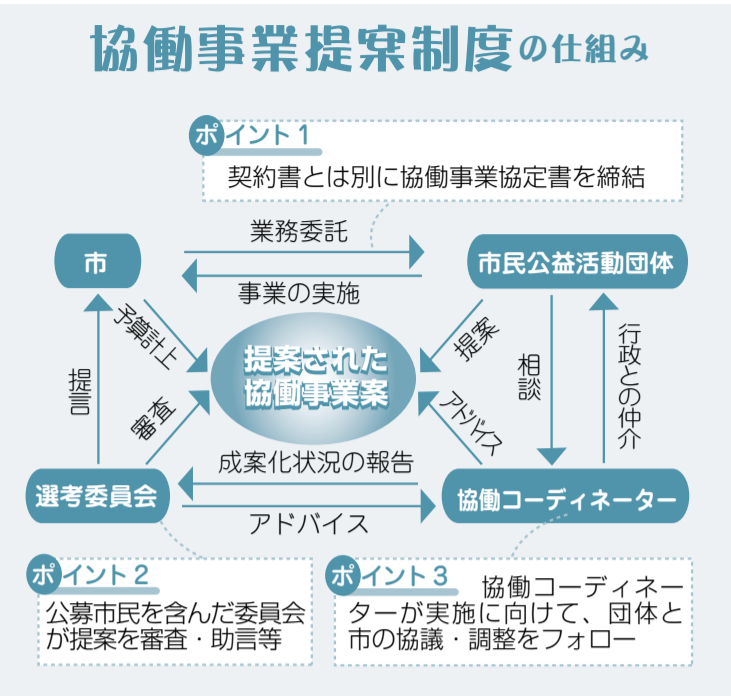 協働事業提案制度の仕組み
ポイント1
契約書とは別に協働事業協定書を締結
業務委託
市
市民公益活動団体
事業の実施
予算計上
提案された
協働事業案
提案
相談
行政との仲介
提言
審査
アドバイス
成案化状況の報告
選考委員会
協働コーディネーター
アドバイス
ポイント2
公募市民を含んだ委員会
が提案を審査・助言等
ポイント3
協働コーディネー
ターが実施に向けて、団体と
市の協議・調整をフォロー